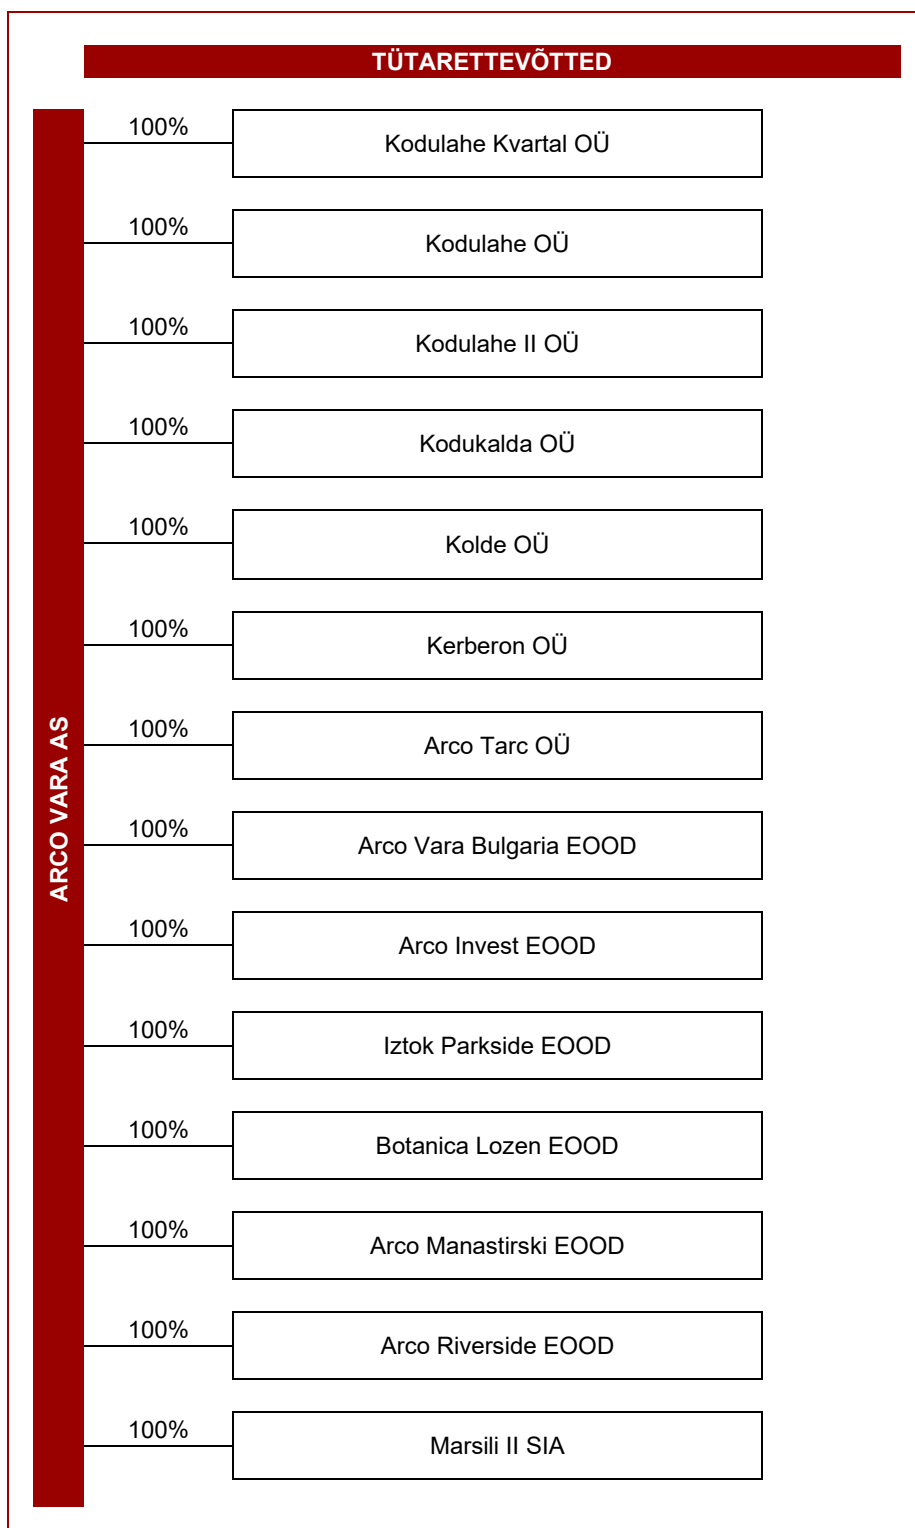 TÜTARETTEVÕTTED
ARCO VARA AS
100%
Kodulahe Kvartal OÜ
100%
Kodulahe OÜ
100%
Kodulahe II OÜ
100%
Kodukalda OÜ
100%
Kolde OÜ
100%
Kerberon OÜ
100%
Arco Tarc OÜ
100%
Arco Vara Bulgaria EOOD
100%
Arco Invest EOOD
100%
Iztok Parkside EOOD
100%
Botanica Lozen EOOD
100%
Arco Manastirski EOOD
100%
Arco Riverside EOOD
100%
Marsili II SIA